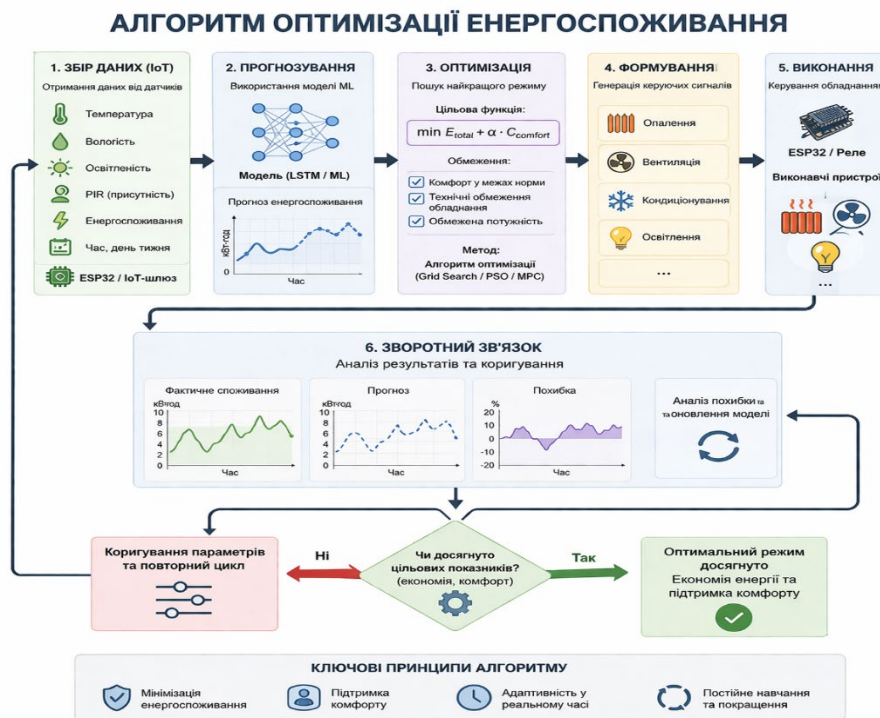 АЛГОРИТМ ОПТИМІЗАЦІЇ ЕНЕРГОСПОЖИВАННЯ
1. ЗБІР ДАНИХ (IoT)
Отримання даних від датчиків
Температура
Вологість
Освітленість
PIR (присутність)
Енергоспоживання
Час, день тижня
ESP32 / IoT-шлюз
2. ПРОГНОЗУВАННЯ
Використання моделі ML
Модель (LSTM / ML)
Прогноз енергоспоживання
кВт-год
0
Час
3. ОПТИМІЗАЦІЯ
Пошук найкращого режиму
Цільова функція:
min E_total + α · C_comfort
Обмеження:
Комфорт у межах норми
Технічні обмеження
обладнання
Обмежена потужність
Метод:
Алгоритм оптимізації
(Grid Search / PSO / MPC)
4. ФОРМУВАННЯ
Генерація керуючих сигналів
Опалення
Вентиляція
Кондиціонування
Освітлення
...
5. ВИКОНАННЯ
Керування обладнанням
ESP32 / Реле
Виконавчі пристрої
...
6. ЗВОРОТНИЙ ЗВ'ЯЗОК
Аналіз результатів та коригування
Фактичне споживання
кВтгод
10
8
6
4
2
0
Час
Прогноз
кВтгод
10
8
6
4
2
0
Час
Похибка
%
20
10
0
-10
-20
Час
Аналіз похибки та
та оновлення моделі
Коригування параметрів
та повторний цикл
Ні
Чи досягнуто
цільових показників?
(економія, комфорт)
Так
Оптимальний режим
досягнуто
Економія енергії та
підтримка комфорту
КЛЮЧОВІ ПРИНЦИПИ АЛГОРИТМУ
Мінімізація
енергоспоживання
Підтримка
комфорту
Адаптивність у
реальному часі
Постійне навчання
та покращення